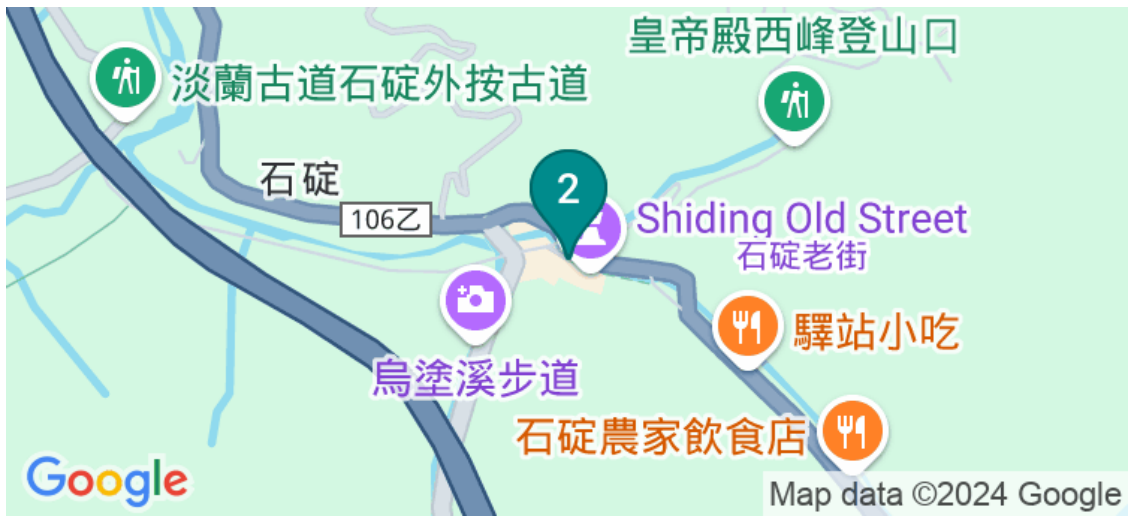 皇帝殿西峰登山口
淡蘭古道石碇外按古道
石碇
2
106乙
Shiding Old Street
石碇老街
烏塗溪步道
驛站小吃
石碇農家飲食店
Google
Map data ©2024 Google